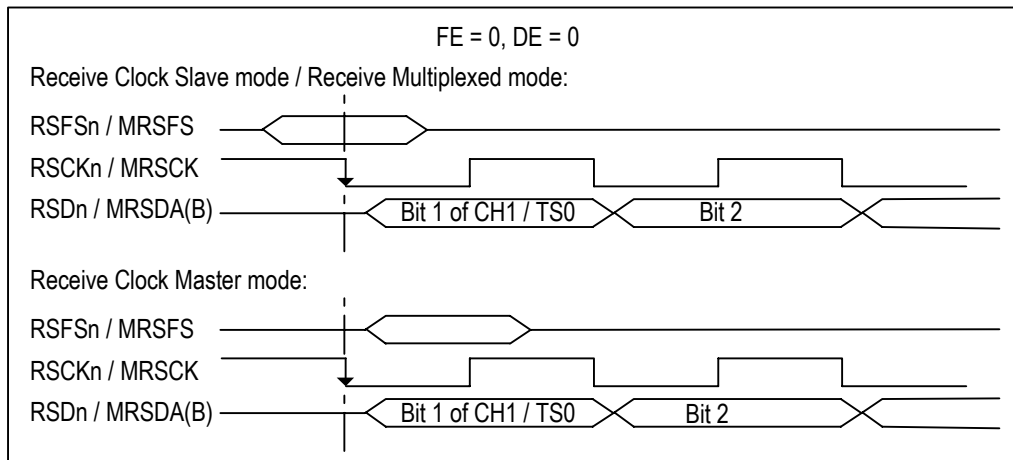 FE = 0, DE = 0
Receive Clock Slave mode / Receive Multiplexed mode:
RSFSn / MRSFS
RSCKn / MRSCK
RSDn / MRSDA(B)
Bit 1 of CH1 / TS0
Bit 2
Receive Clock Master mode:
RSFSn / MRSFS
RSCKn / MRSCK
RSDn / MRSDA(B)
Bit 1 of CH1 / TS0
Bit 2